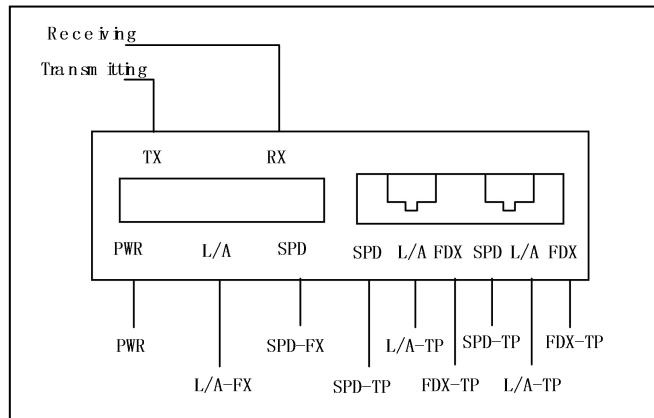 Receiving
Transmitting
TX RX
PWR L/A SPD SPD L/A FDX SPD L/A FDX
PWR SPD-FX L/A-TP SPD-TP FDX-TP
L/A-FX SPD-TP FDX-TP L/A-TP